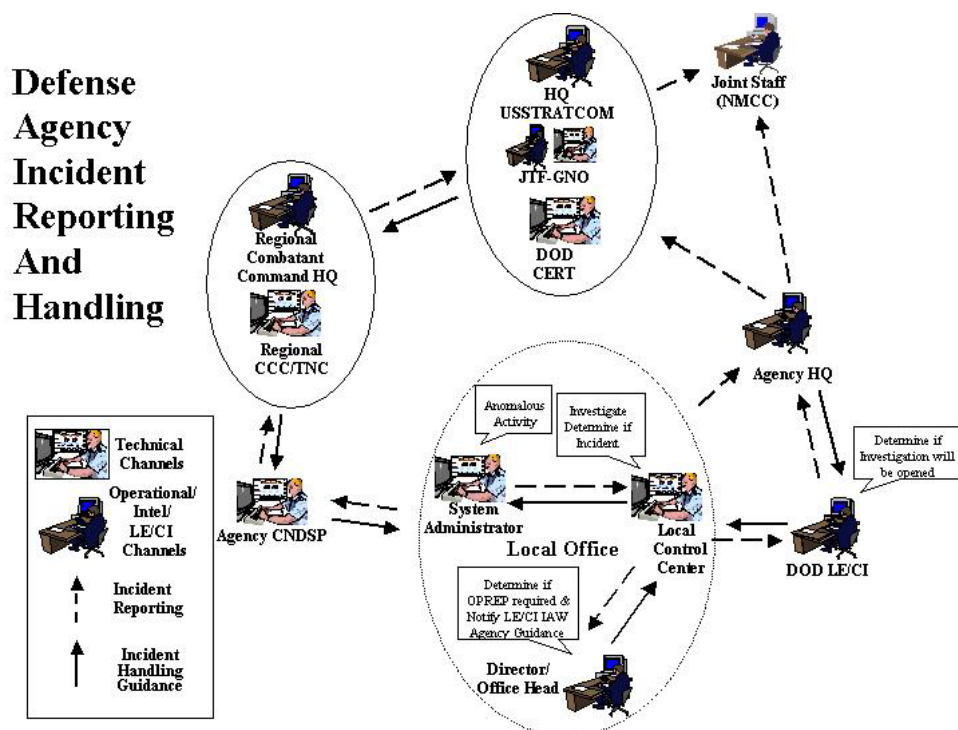 Defense
Agency
Incident
Reporting
And
Handling
HQ
USSTRATCOM
JTF-GNO
DOD
CERT
Joint Staff
(NMCC)
Regional
Combatant
Command HQ
Regional
CCC/TNC
Agency HQ
Anomalous
Activity
Investigate
Determine if
Incident
Determine if
Investigation will
be opened
Technical
Channels
Operational/
Intel/
LE/CI
Channels
Incident
Reporting
Incident
Handling
Guidance
Agency CNDSP
System
Administrator
Local Office
Local
Control
Center
DOD LE/CI
Determine if
OPREP required &
Notify LE/CI IAW
Agency Guidance
Director/
Office Head